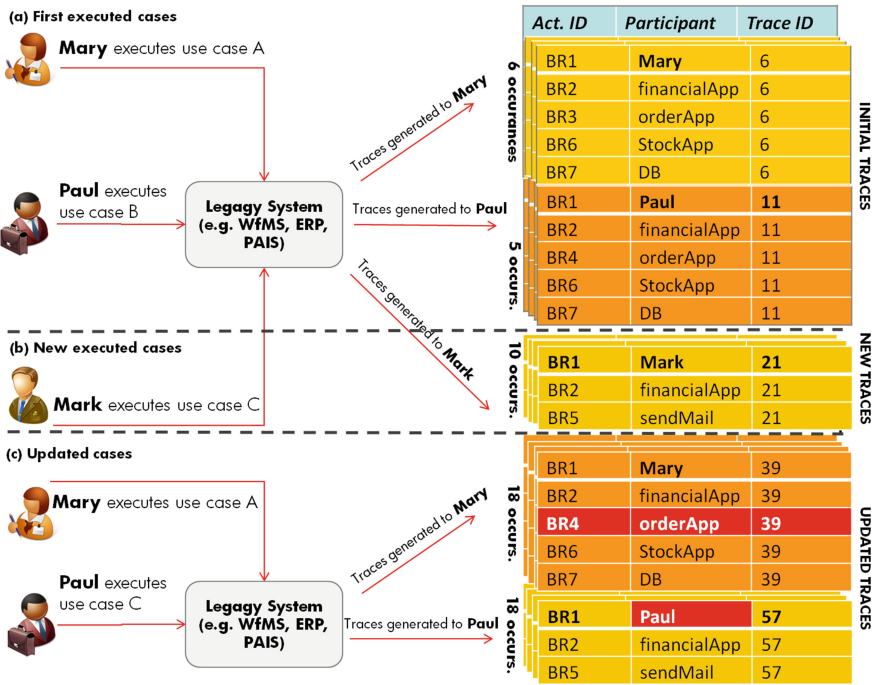 (a) First executed cases
Mary executes use case A
Paul executes
use case B
Legagy System
(e.g. WfMS, ERP,
PAIS)
Traces generated to Mary
Traces generated to Paul
Traces generated to Mark
6 occurances
5 occurs.
Act. ID Participant Trace ID
BR1 Mary 6
BR2 financialApp 6
BR3 orderApp 6
BR6 StockApp 6
BR7 DB 6
BR1 Paul 11
BR2 financialApp 11
BR4 orderApp 11
BR6 StockApp 11
BR7 DB 11
INITIAL TRACES
(b) New executed cases
Mark executes use case C
10 occurs.
BR1 Mark 21
BR2 financialApp 21
BR5 sendMail 21
NEW TRACES
(c) Updated cases
Mary executes use case A
Paul executes
use case C
Legagy System
(e.g. WfMS, ERP,
PAIS)
Traces generated to Mary
Traces generated to Paul
18 occurs.
18 occurs.
BR1 Mary 39
BR2 financialApp 39
BR4 orderApp 39
BR6 StockApp 39
BR7 DB 39
BR1 Paul 57
BR2 financialApp 57
BR5 sendMail 57
UPDATED TRACES